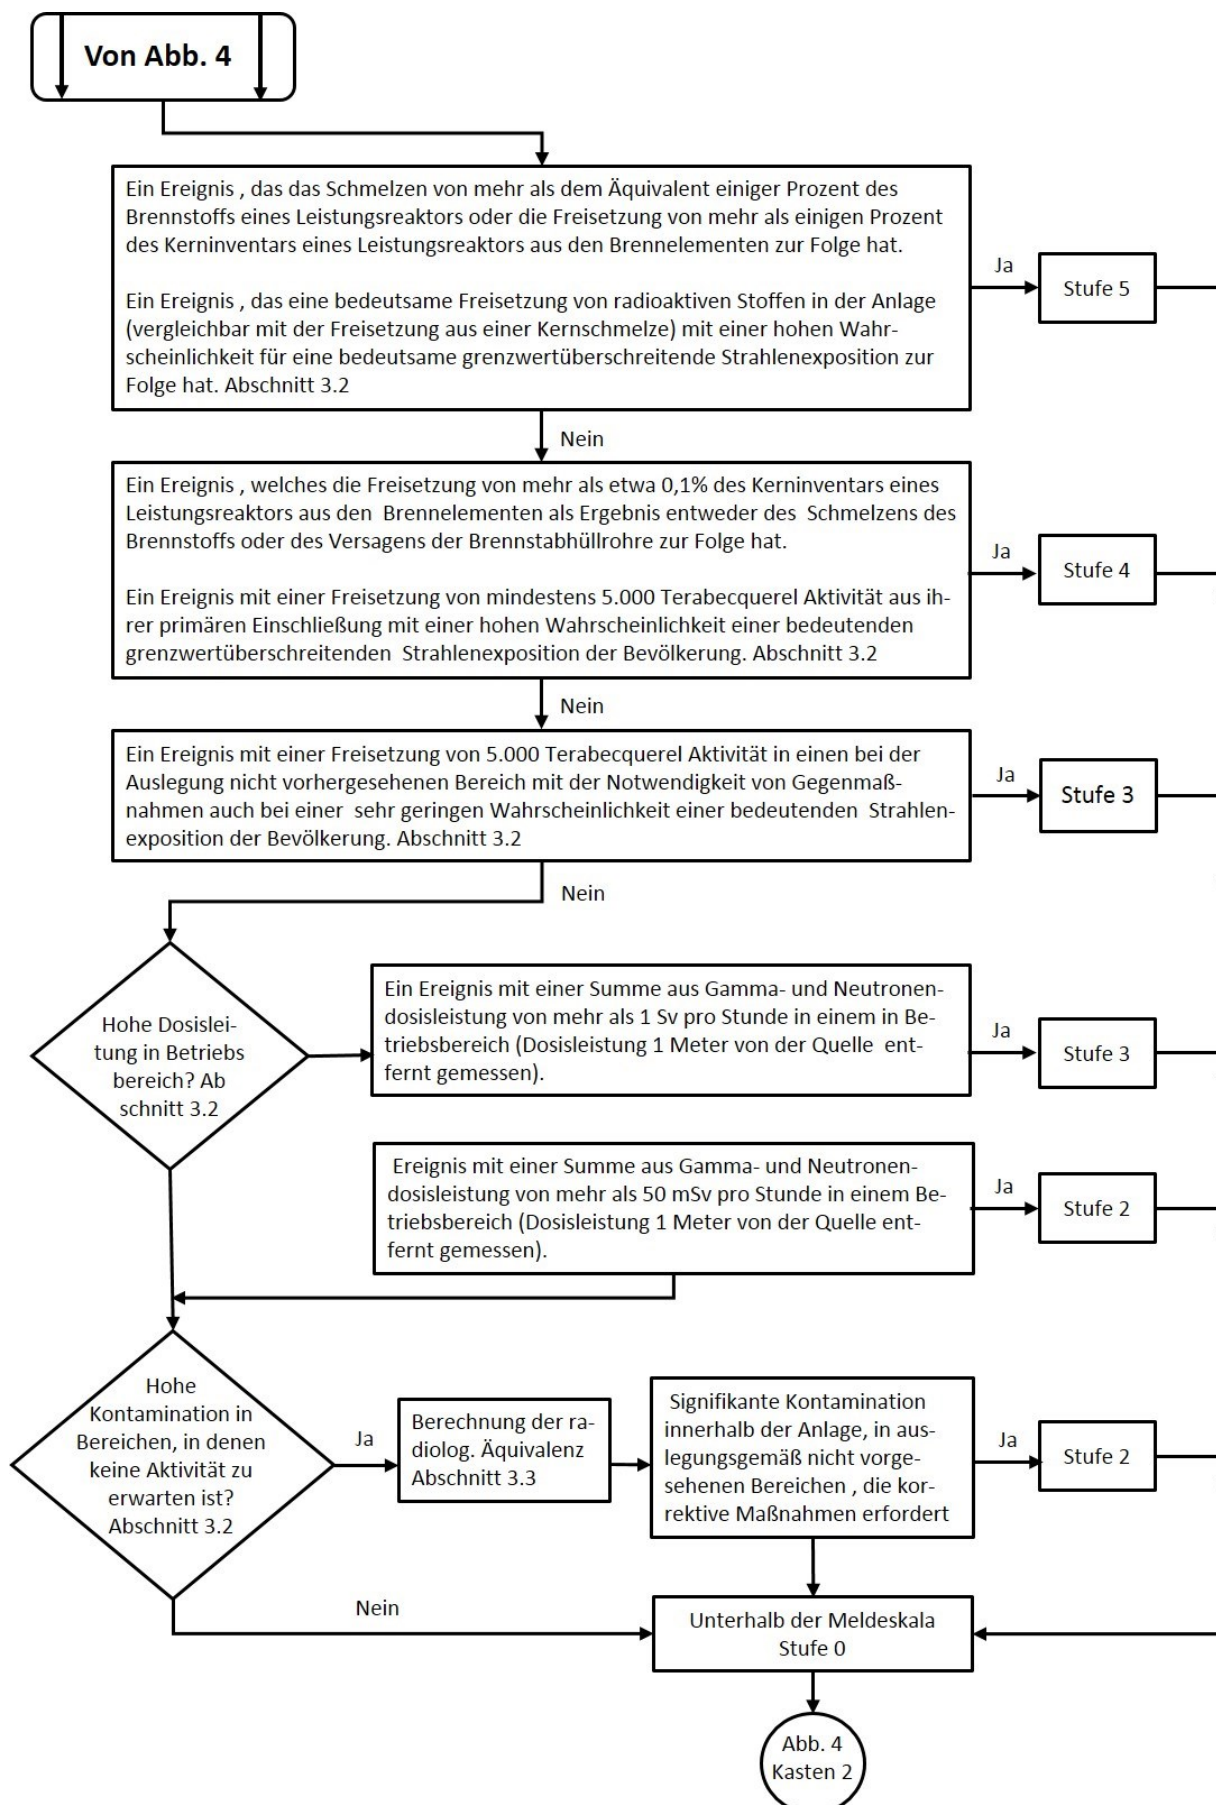 Von Abb. 4
Ein Ereignis , das das Schmelzen von mehr als dem Äquivalent einiger Prozent des
Brennstoffs eines Leistungsreaktors oder die Freisetzung von mehr als einigen Prozent
des Kerninventars eines Leistungsreaktors aus den Brennelementen zur Folge hat.
Ein Ereignis , das eine bedeutsame Freisetzung von radioaktiven Stoffen in der Anlage
(vergleichbar mit der Freisetzung aus einer Kernschmelze) mit einer hohen Wahr-
scheinlichkeit für eine bedeutsame grenzwertüberschreitende Strahlenexposition zur
Folge hat. Abschnitt 3.2
Ja
Stufe 5
Nein
Ein Ereignis , welches die Freisetzung von mehr als etwa 0,1% des Kerninventars eines
Leistungsreaktors aus den Brennelementen als Ergebnis entweder des Schmelzens des
Brennstoffs oder des Versagens der Brennstabhüllrohre zur Folge hat.
Ein Ereignis mit einer Freisetzung von mindestens 5.000 Terabecquerel Aktivität aus ih-
rer primären Einschließung mit einer hohen Wahrscheinlichkeit einer bedeutenden
grenzwertüberschreitenden Strahlenexposition der Bevölkerung. Abschnitt 3.2
Ja
Stufe 4
Nein
Ein Ereignis mit einer Freisetzung von 5.000 Terabecquerel Aktivität in einen bei der
Auslegung nicht vorhergesehenen Bereich mit der Notwendigkeit von Gegenmaß-
nahmen auch bei einer sehr geringen Wahrscheinlichkeit einer bedeutenden Strahlen-
exposition der Bevölkerung. Abschnitt 3.2
Ja
Stufe 3
Nein
Hohe Dosislei-
tung in Betriebs
bereich? Ab
schnitt 3.2
Ein Ereignis mit einer Summe aus Gamma- und Neutronen-
dosisleistung von mehr als 1 Sv pro Stunde in einem in Be-
triebsbereich (Dosisleistung 1 Meter von der Quelle ent-
fernt gemessen).
Ja
Stufe 3
Ereignis mit einer Summe aus Gamma- und Neutronen-
dosisleistung von mehr als 50 mSv pro Stunde in einem Be-
triebsbereich (Dosisleistung 1 Meter von der Quelle ent-
fernt gemessen).
Ja
Stufe 2
Hohe
Kontamination in
Bereichen, in denen
keine Aktivität zu
erwarten ist?
Abschnitt 3.2
Ja
Berechnung der ra-
diolog. Äquivalenz
Abschnitt 3.3
Signifikante Kontamination
innerhalb der Anlage, in aus-
legungsgemäß nicht vorge-
sehenen Bereichen , die kor-
rektive Maßnahmen erfordert
Ja
Stufe 2
Nein
Unterhalb der Meldeskala
Stufe 0
Abb. 4
Kasten 2